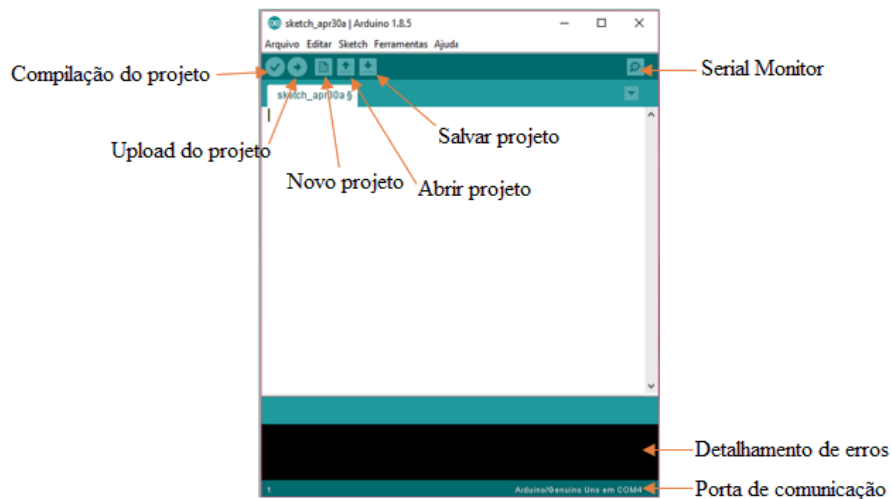 sketch_apr30a | Arduino 1.8.5
Arquivo Editar Sketch Ferramentas Ajuda
Compilação do projeto
Serial Monitor
sketch_apr30a §
Salvar projeto
Upload do projeto
Novo projeto
Abrir projeto
Detalhamento de erros
1
Arduino/Genuino Uno em COM4
Porta de comunicação